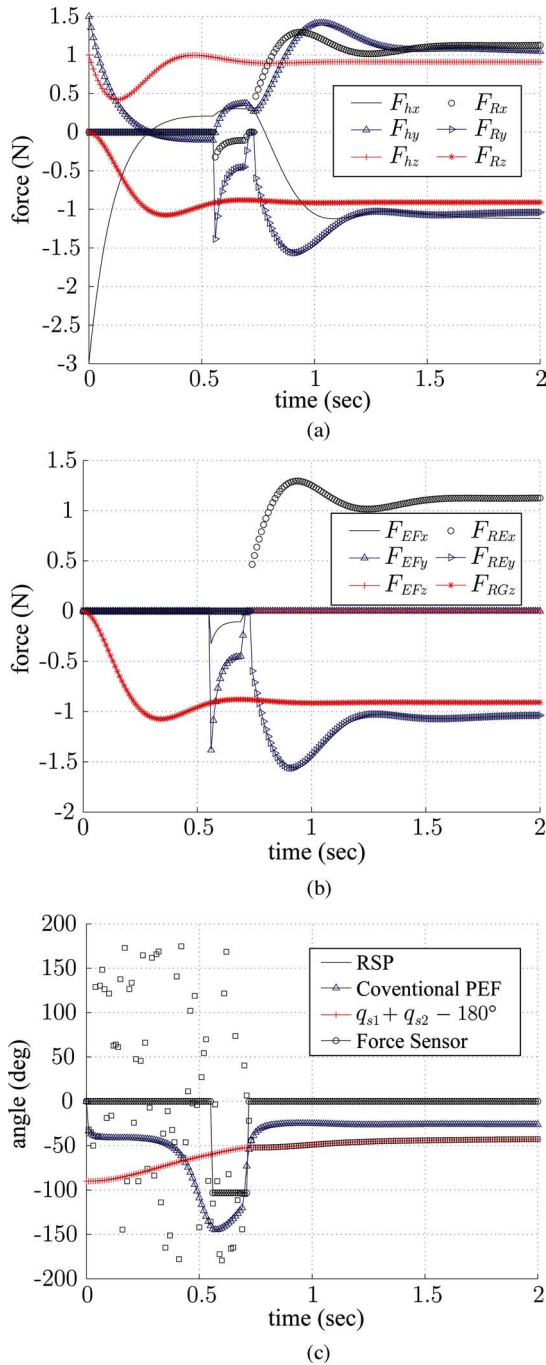 1.5
1
0.5
0
-0.5
-1
-1.5
-2
-2.5
-3
force (N)
F_hx F_Rx
F_hy F_Ry
F_hz F_Rz
0 0.5 1 1.5 2
time (sec)
(a)
1.5
1
0.5
0
-0.5
-1
-1.5
-2
force (N)
F_EFx F_REx
F_EFy F_REy
F_EFz F_RGz
0 0.5 1 1.5 2
time (sec)
(b)
200
150
100
50
0
-50
-100
-150
-200
angle (deg)
RSP
Coventional PEF
q_s1 + q_s2 − 180°
Force Sensor
0 0.5 1 1.5 2
time (sec)
(c)